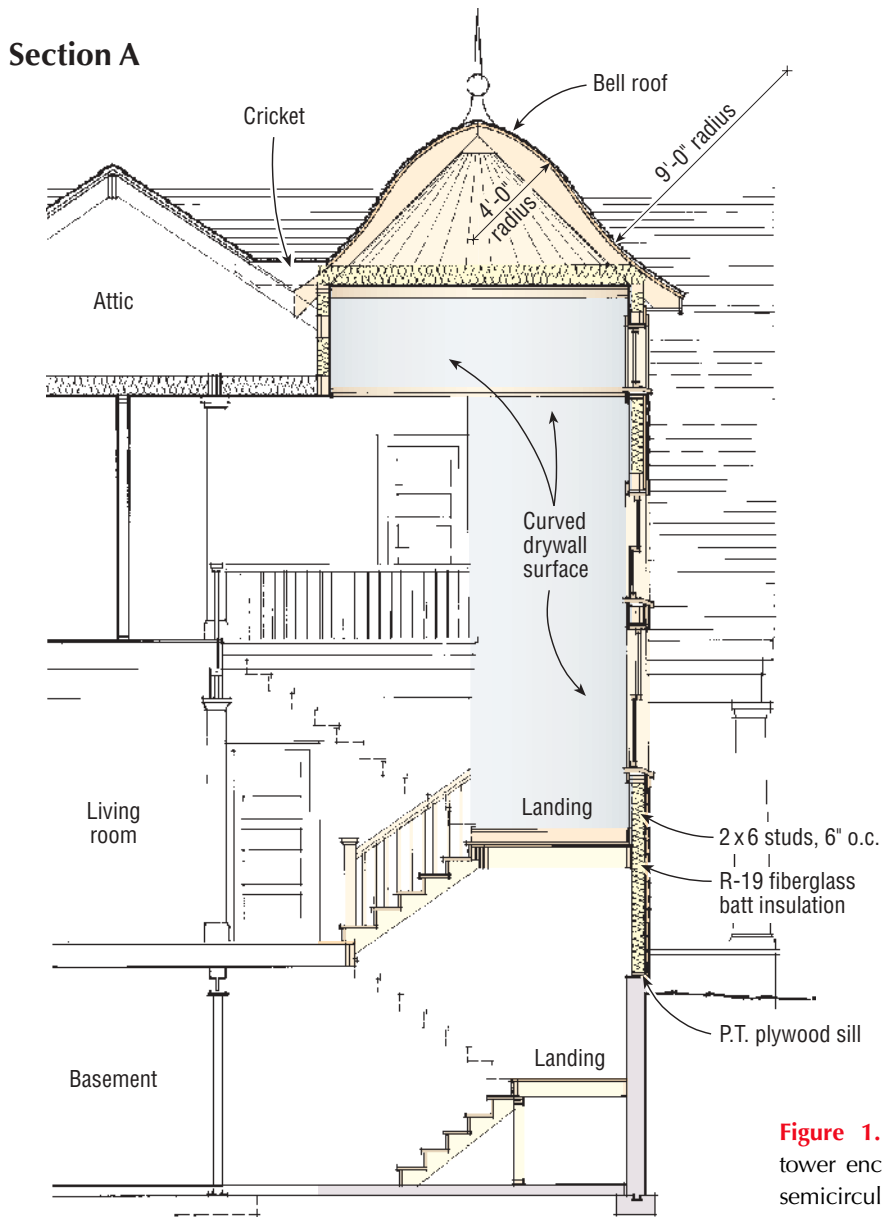 Section A
Bell roof
Cricket
9'-0" radius
4'-0"
radius
Attic
Curved
drywall
surface
Living
room
Landing
2 x 6 studs, 6" o.c.
R-19 fiberglass
batt insulation
P.T. plywood sill
Landing
Basement
Figure 1.
tower enc
semicircul